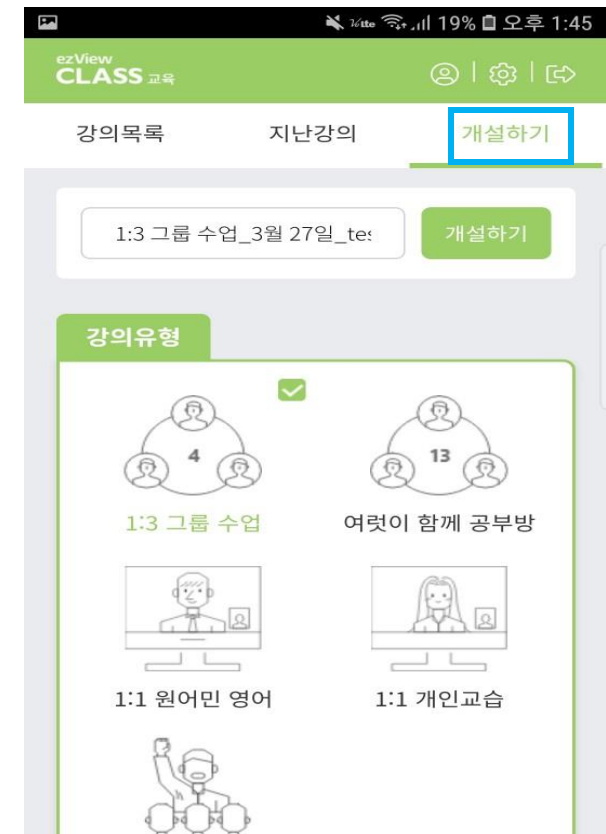 19% 오후 1:45
ezView
CLASS 교육
강의목록 지난강의 개설하기
1:3 그룹 수업_3월 27일_tes 개설하기
강의유형
4 13
1:3 그룹 수업 여럿이 함께 공부방
1:1 원어민 영어 1:1 개인교습